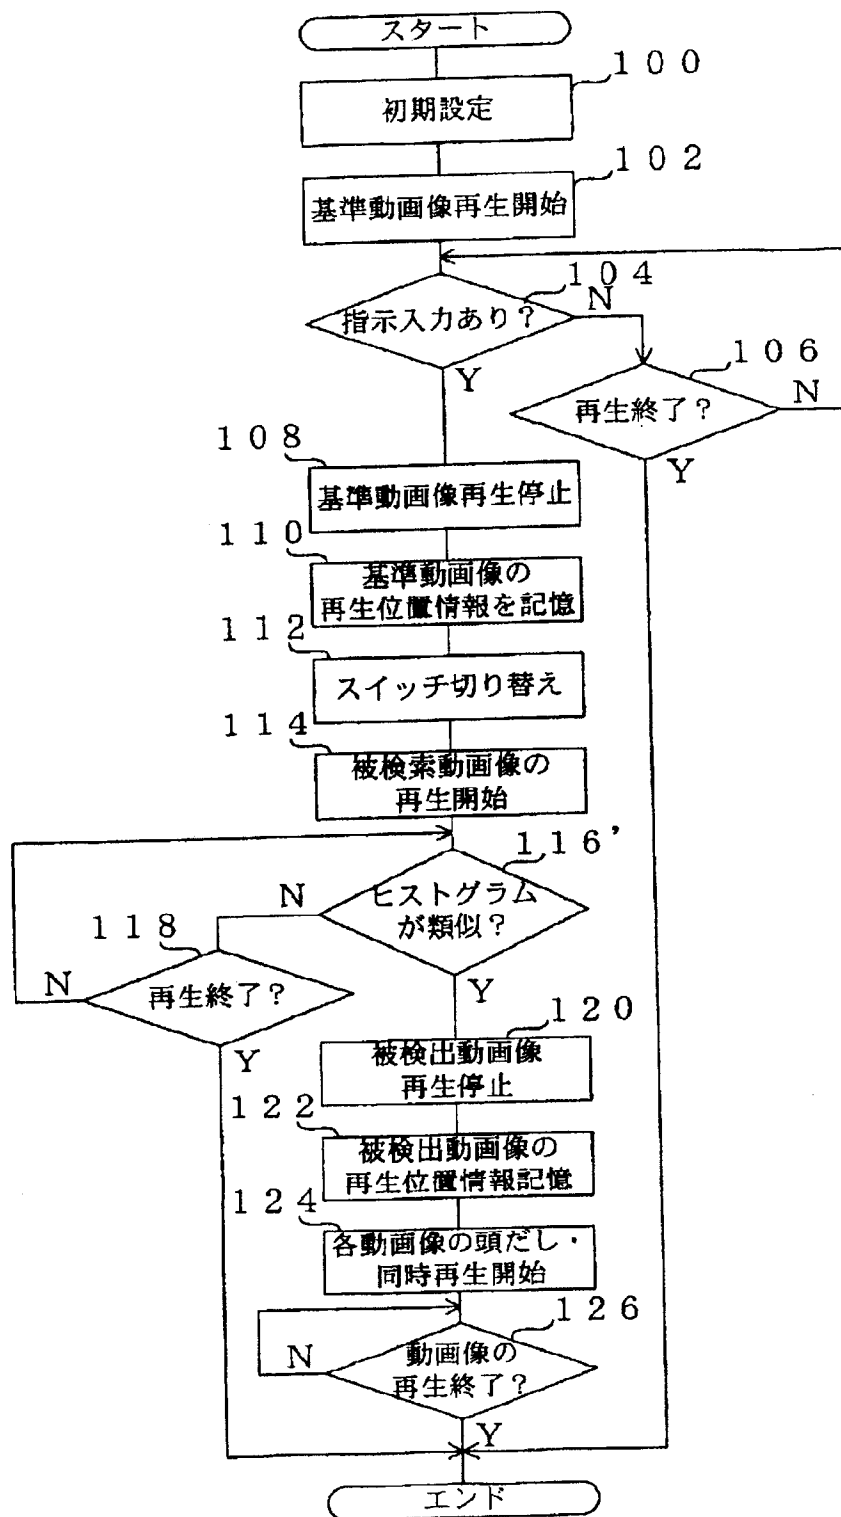 スタート
100
初期設定
102
基準動画像再生開始
104
指示入力あり?
N
Y
106
再生終了?
N
Y
108
基準動画像再生停止
110
基準動画像の
再生位置情報を記憶
112
スイッチ切り替え
114
被検索動画像の
再生開始
116'
ヒストグラム
が類似?
N
Y
118
再生終了?
N
Y
120
被検出動画像
再生停止
122
被検出動画像の
再生位置情報記憶
124
各動画像の頭だし・
同時再生開始
126
動画像の
再生終了?
N
Y
エンド